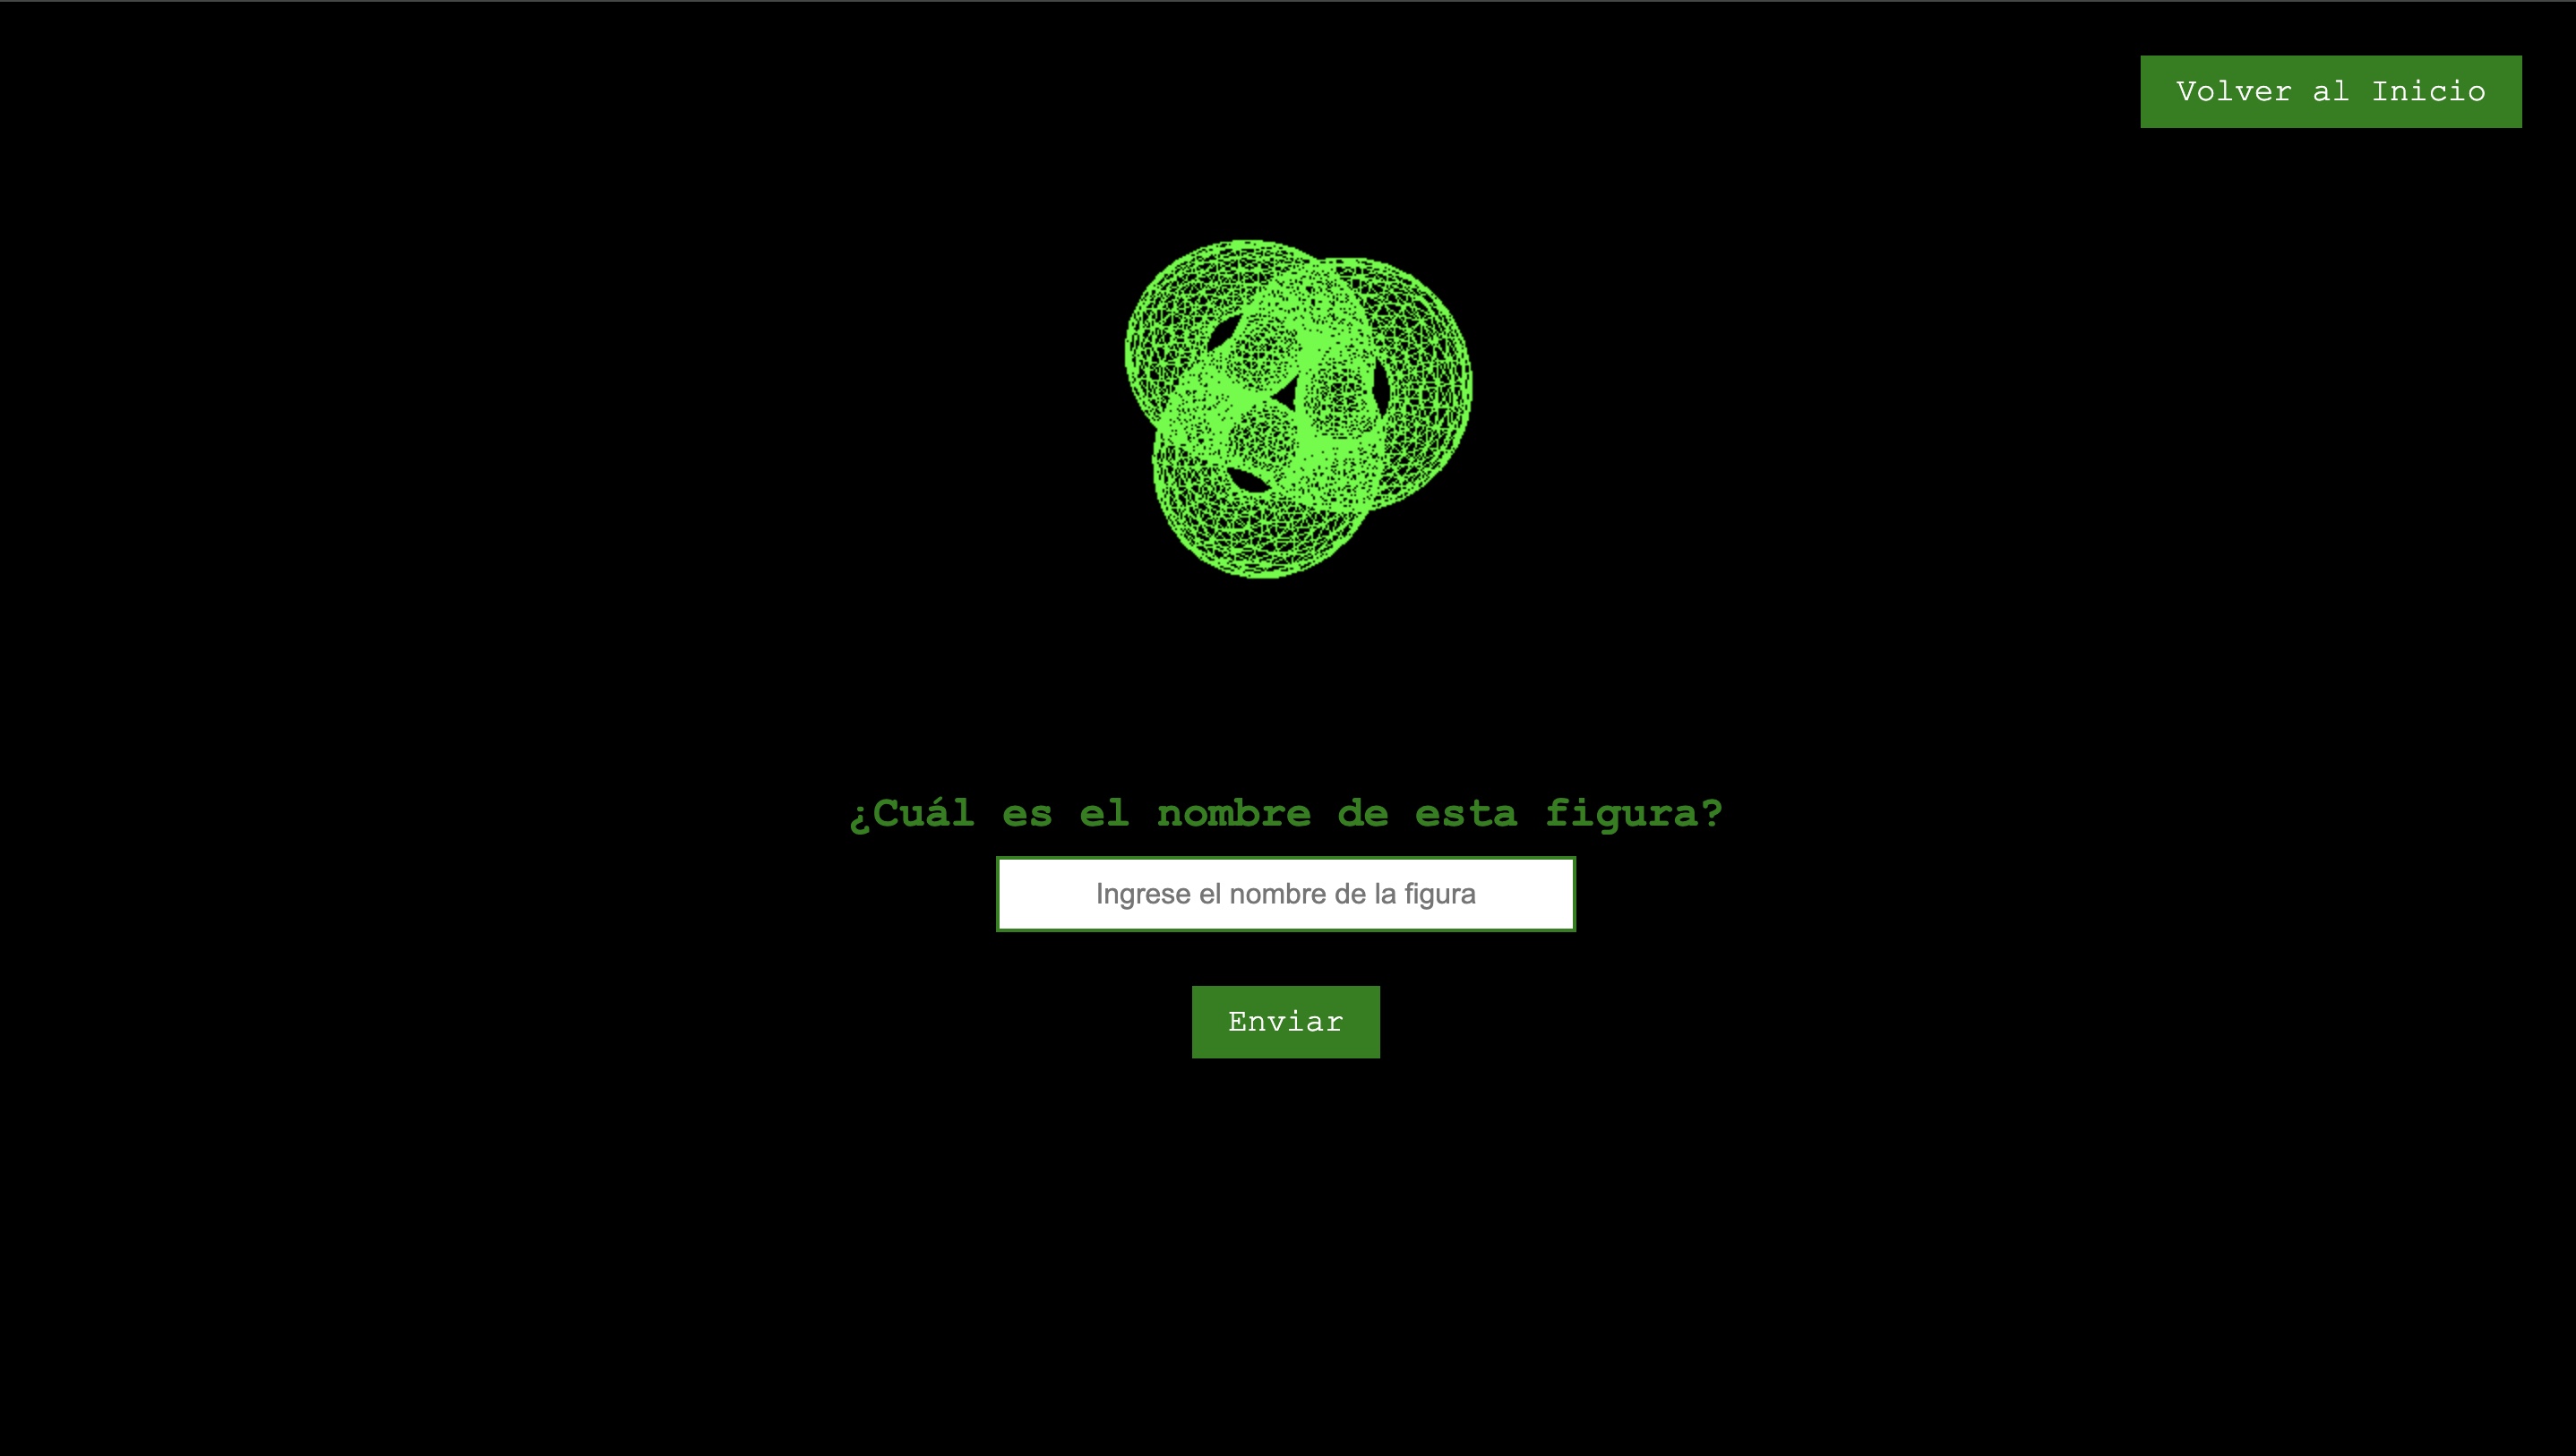 Volver al Inicio
¿Cuál es el nombre de esta figura?
Ingrese el nombre de la figura
Enviar